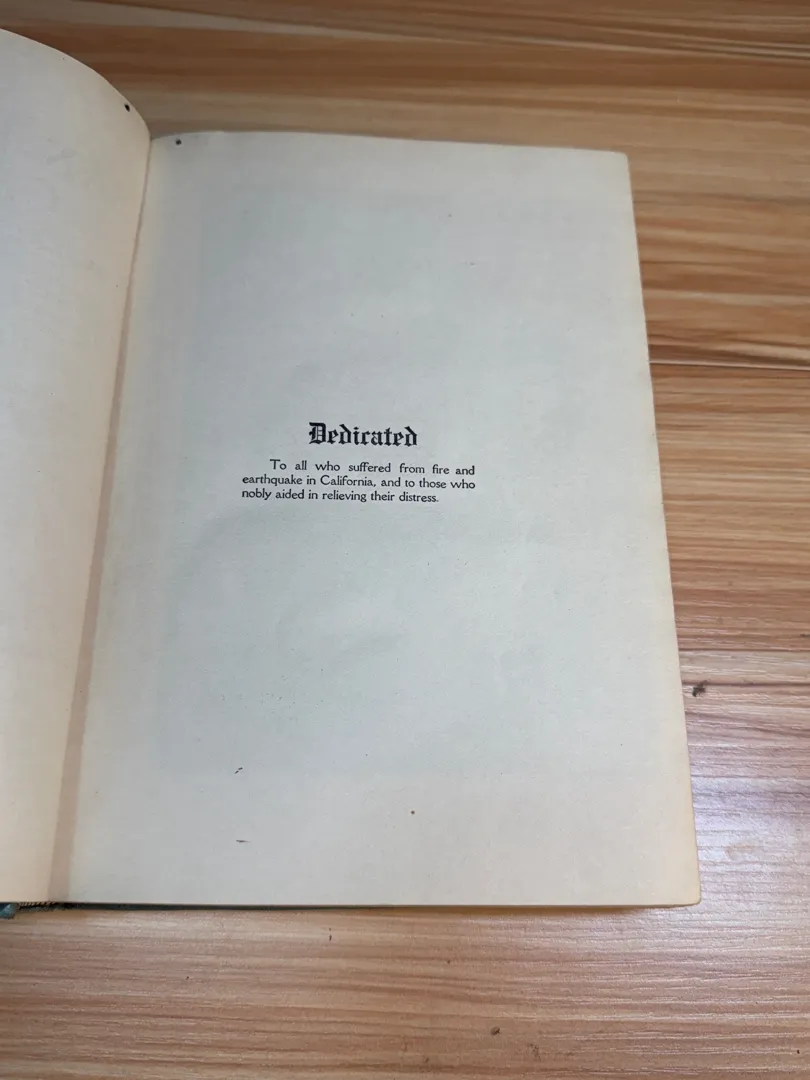 Dedicated
To all who suffered from fire and
earthquake in California, and to those who
nobly aided in relieving their distress.